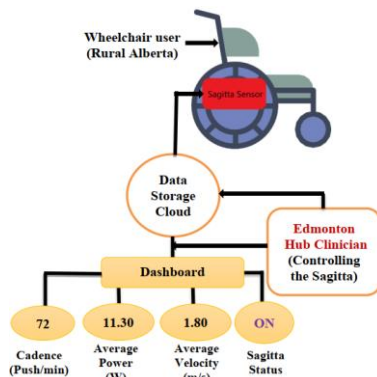 Wheelchair user
(Rural Alberta)
Sagitta Sensor
Data
Storage
Cloud
Edmonton
Hub Clinician
(Controlling
the Sagitta)
Dashboard
72
11.30
1.80
ON
Cadence
(Push/min)
Average
Power
(W)
Average
Velocity
(m/s)
Sagitta
Status